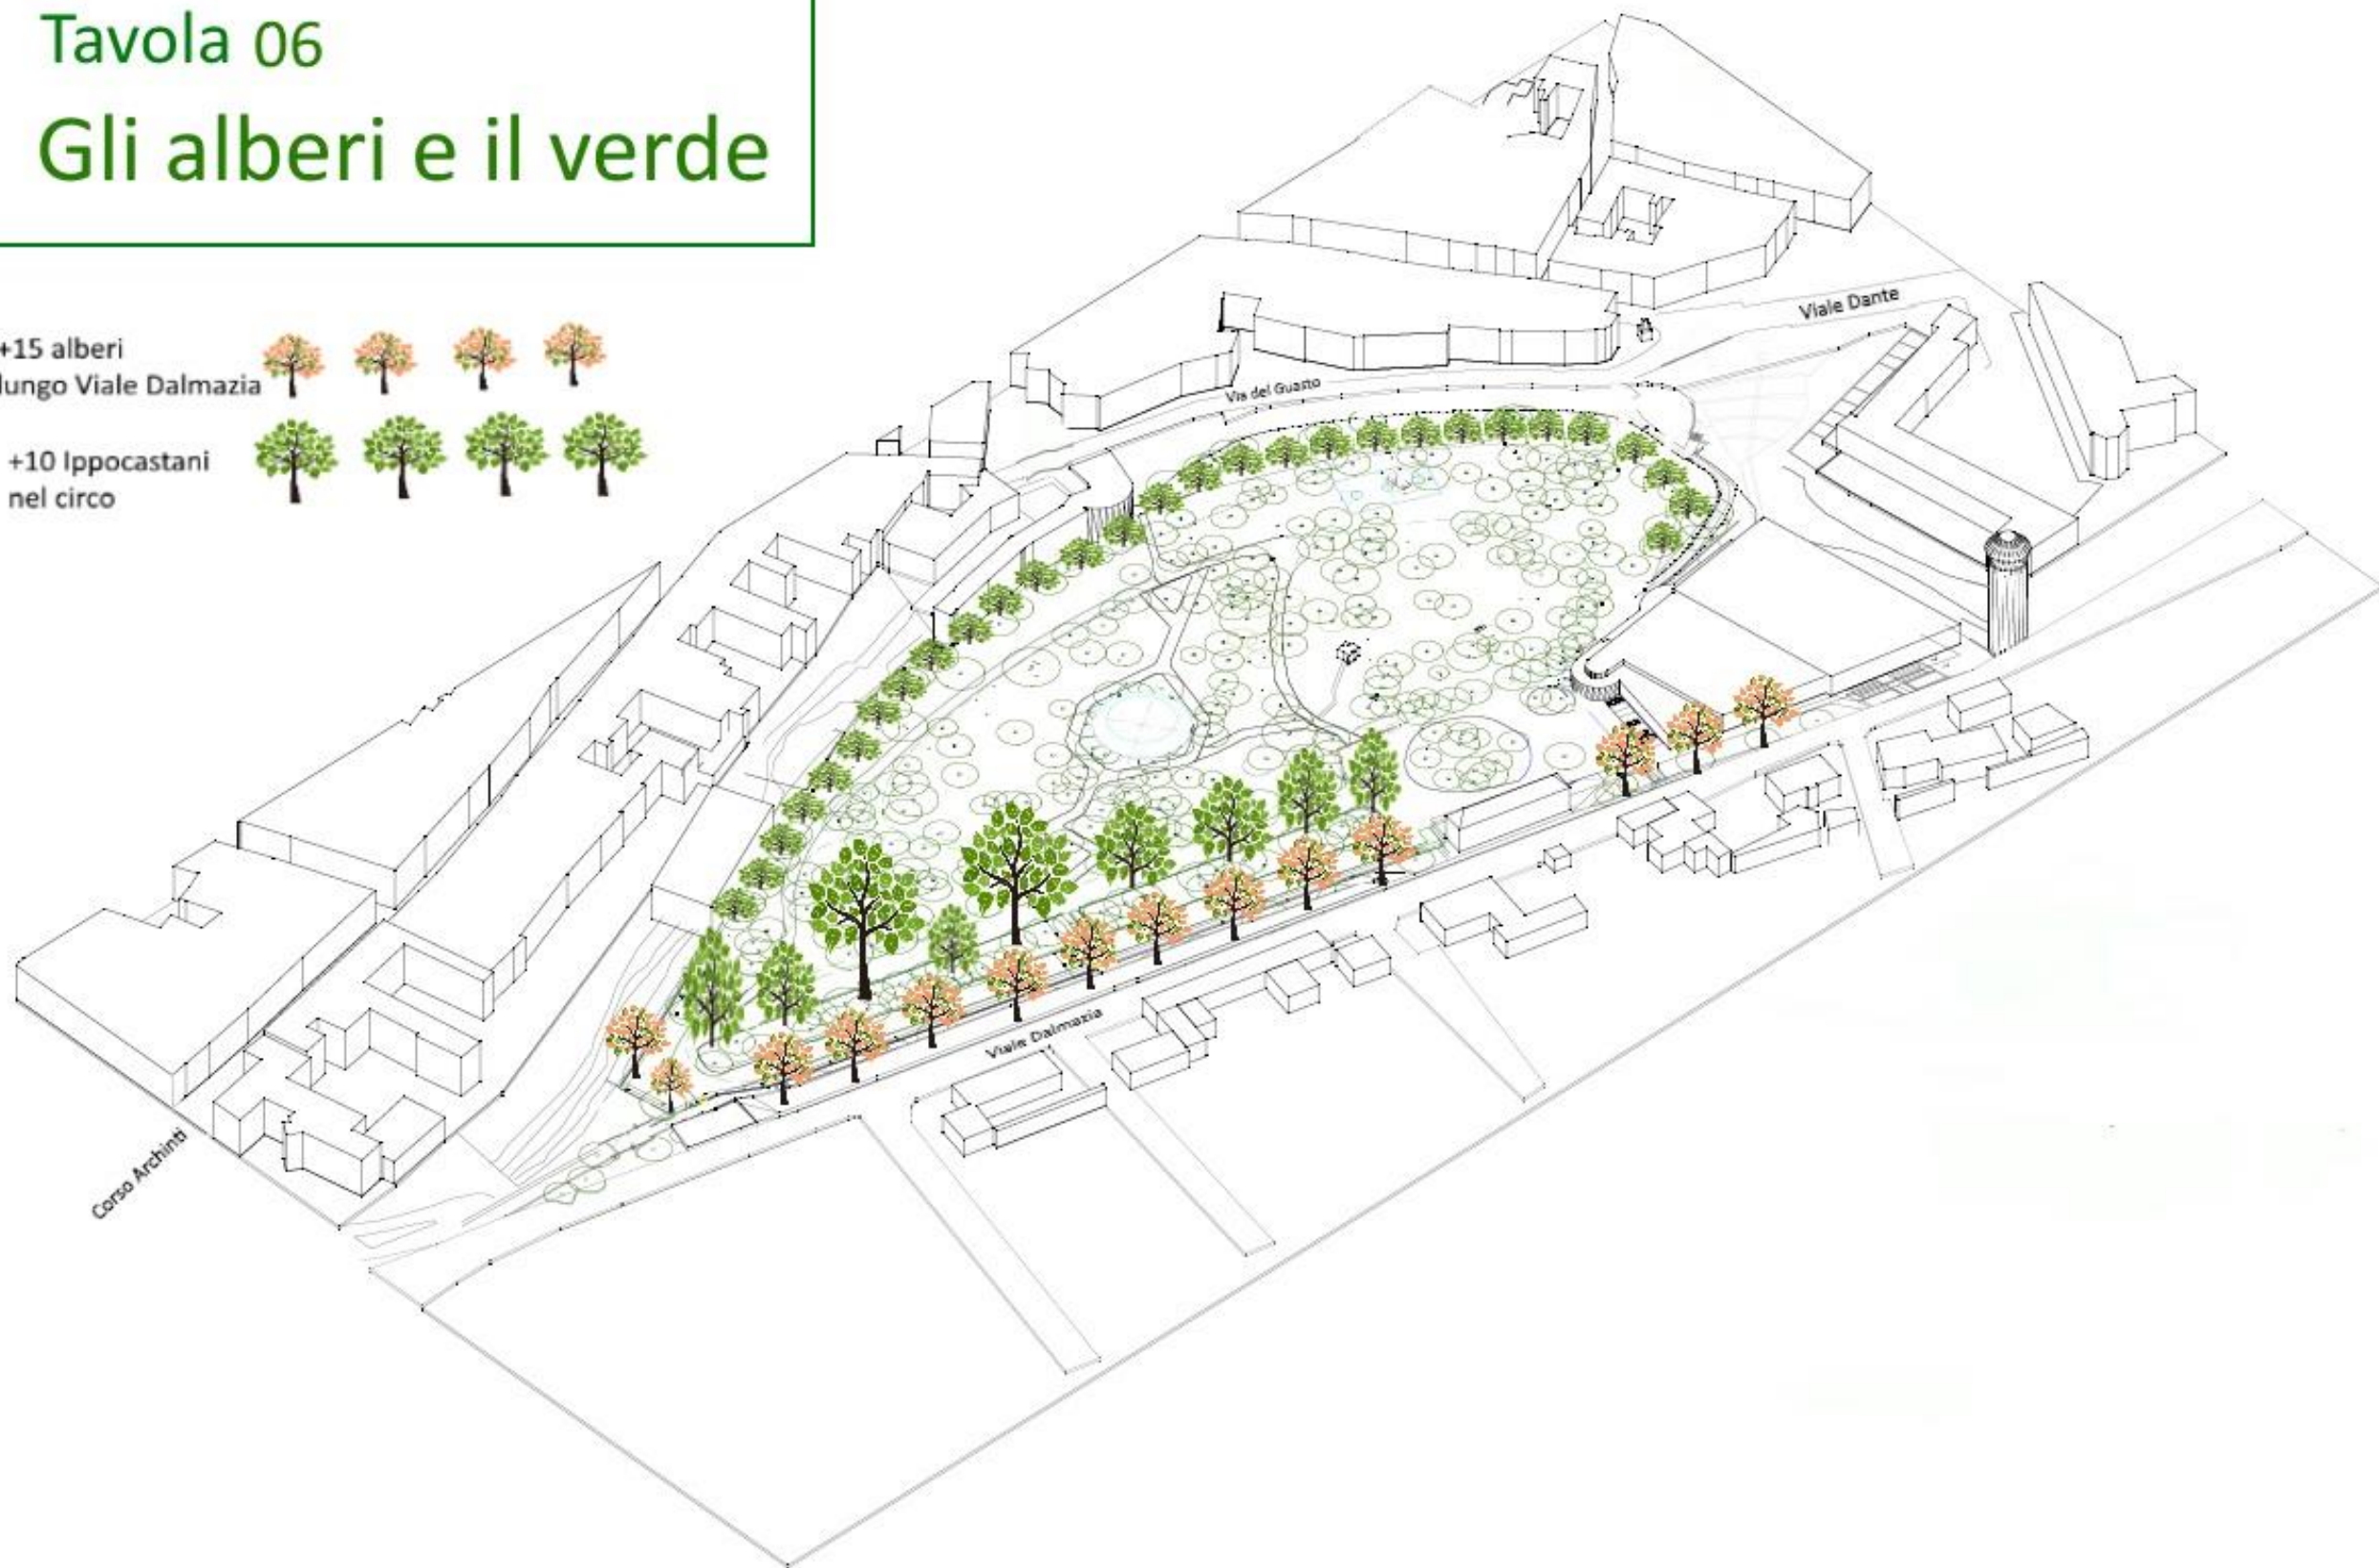 Tavola 06
Gli alberi e il verde
+15 alberi
lungo Viale Dalmazia
+10 Ippocastani
nel circo
Viale Dante
Via del Guasto
Viale Dalmazia
Corso Archinti